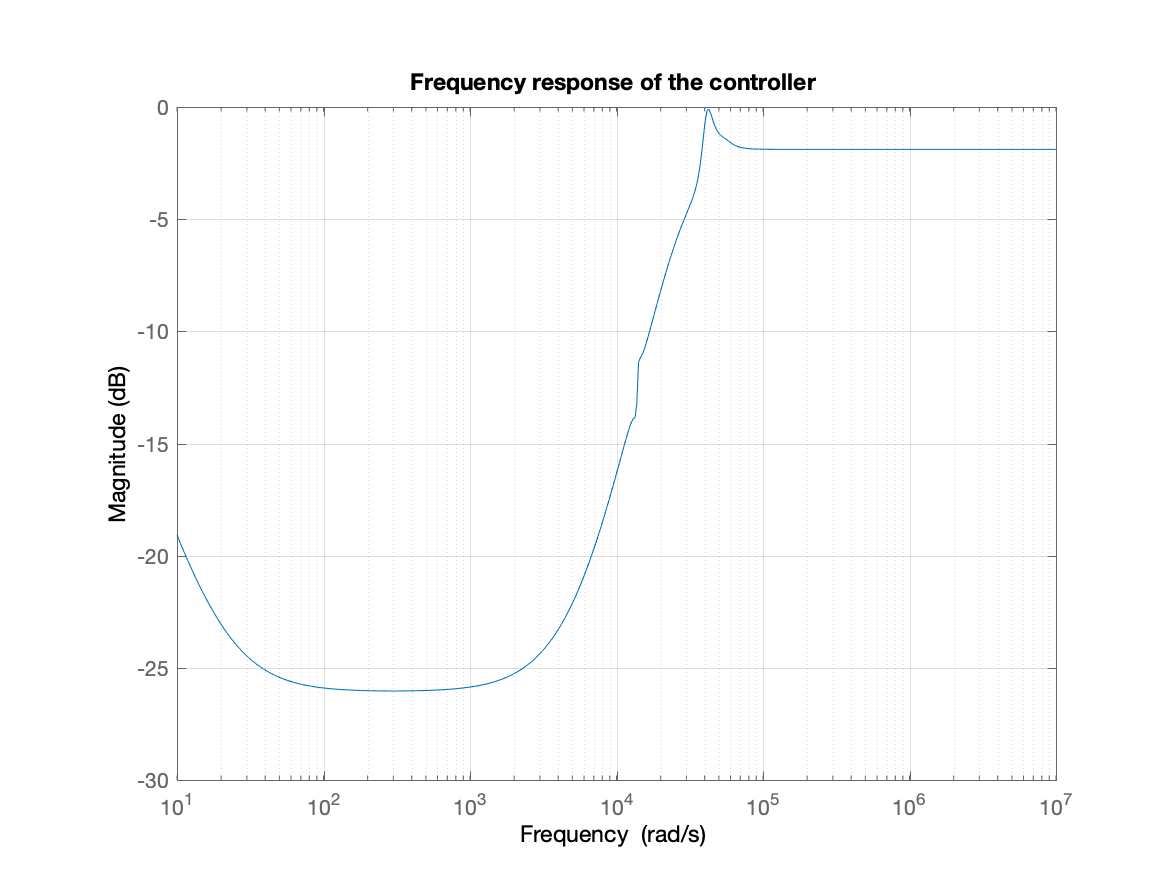 Frequency response of the controller
0
-5
-10
-15
-20
-25
-30
Magnitude (dB)
10^1 10^2 10^3 10^4 10^5 10^6 10^7
Frequency (rad/s)